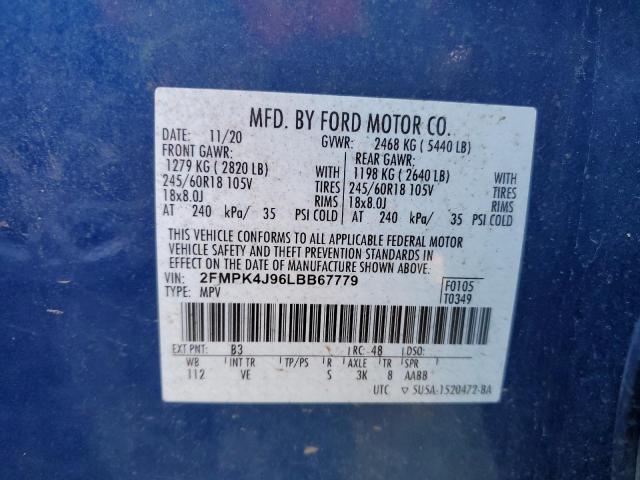 MFD. BY FORD MOTOR CO.
DATE: 11/20 GVWR: 2468 KG ( 5440 LB)
FRONT GAWR: REAR GAWR:
1279 KG ( 2820 LB) 1198 KG ( 2640 LB)
WITH WITH
245/60R18 105V TIRES 245/60R18 105V TIRES
18x8.0J RIMS 18x8.0J RIMS
AT 240 kPa/ 35 PSI COLD AT 240 kPa/ 35 PSI COLD
THIS VEHICLE CONFORMS TO ALL APPLICABLE FEDERAL MOTOR
VEHICLE SAFETY AND THEFT PREVENTION STANDARDS IN
EFFECT ON THE DATE OF MANUFACTURE SHOWN ABOVE.
VIN: 2FMPK4J96LBB67779 F0105
TYPE: MPV T0349
EXT PNT: B3 RC: 48 DSO:
WB INT TR TP/PS R AXLE TR SPR
112 VE S 3K 8 AABB
UTC ▽ 5U5A-1520472-BA